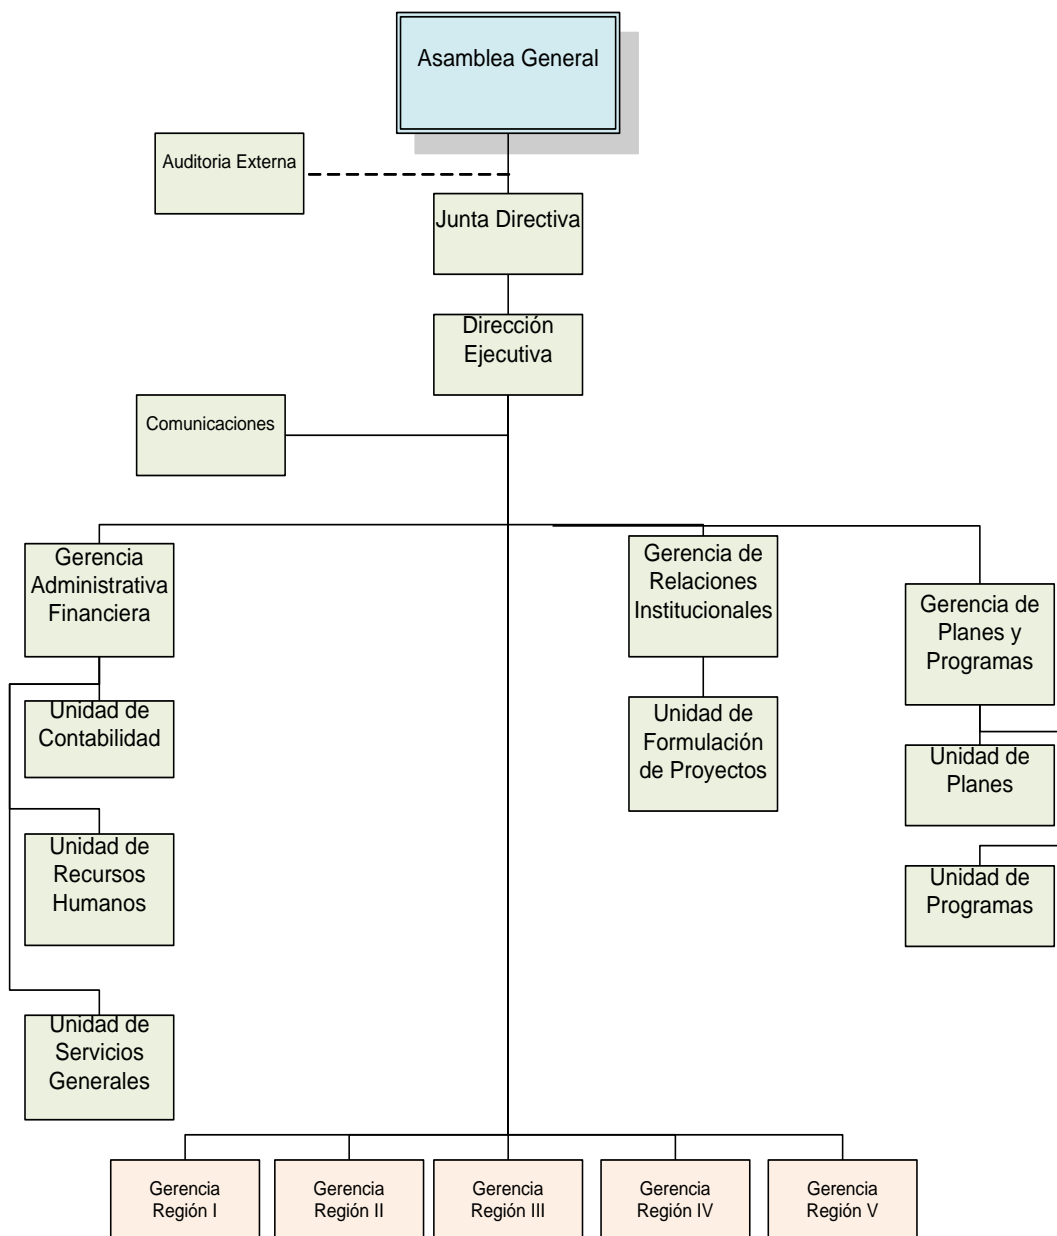 Asamblea General
Auditoria Externa
Junta Directiva
Dirección
Ejecutiva
Comunicaciones
Gerencia
Administrativa
Financiera
Gerencia de
Relaciones
Institucionales
Gerencia de
Planes y
Programas
Unidad de
Contabilidad
Unidad de
Formulación
de Proyectos
Unidad de
Planes
Unidad de
Recursos
Humanos
Unidad de
Programas
Unidad de
Servicios
Generales
Gerencia
Región I
Gerencia
Región II
Gerencia
Región III
Gerencia
Región IV
Gerencia
Región V